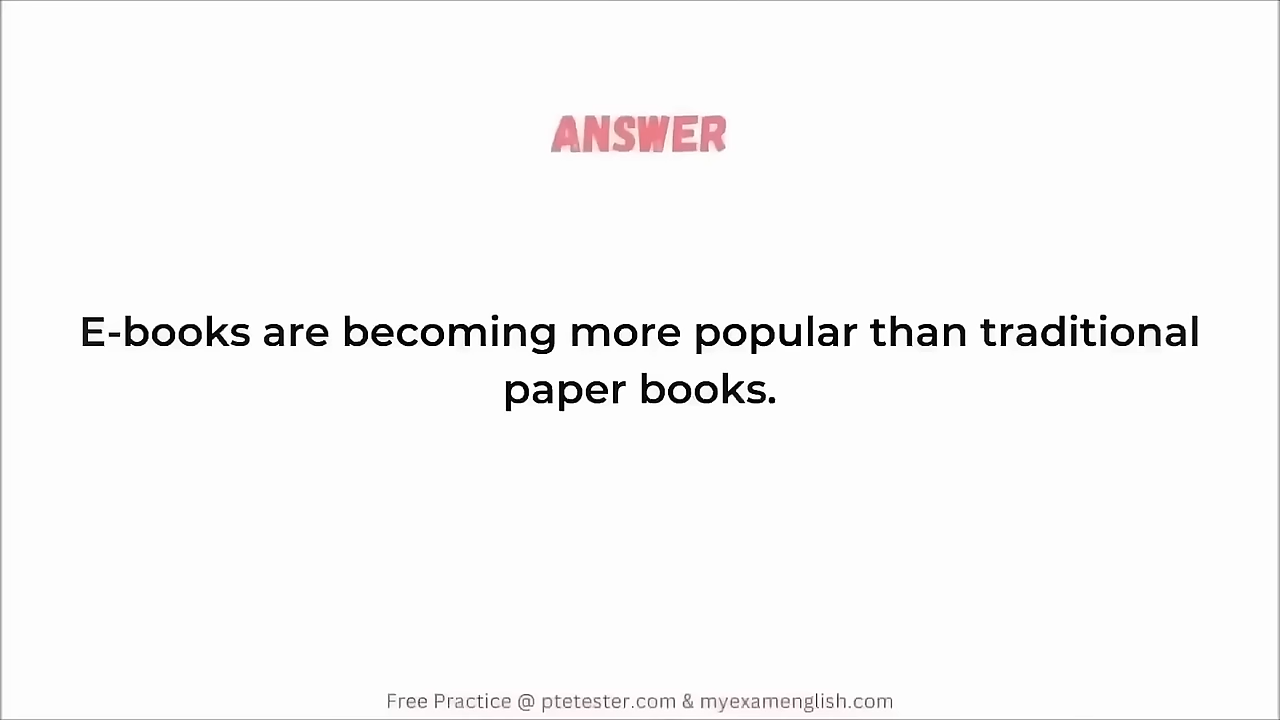 ANSWER
E-books are becoming more popular than traditional
paper books.
Free Practice @ ptetester.com & myexamenglish.com